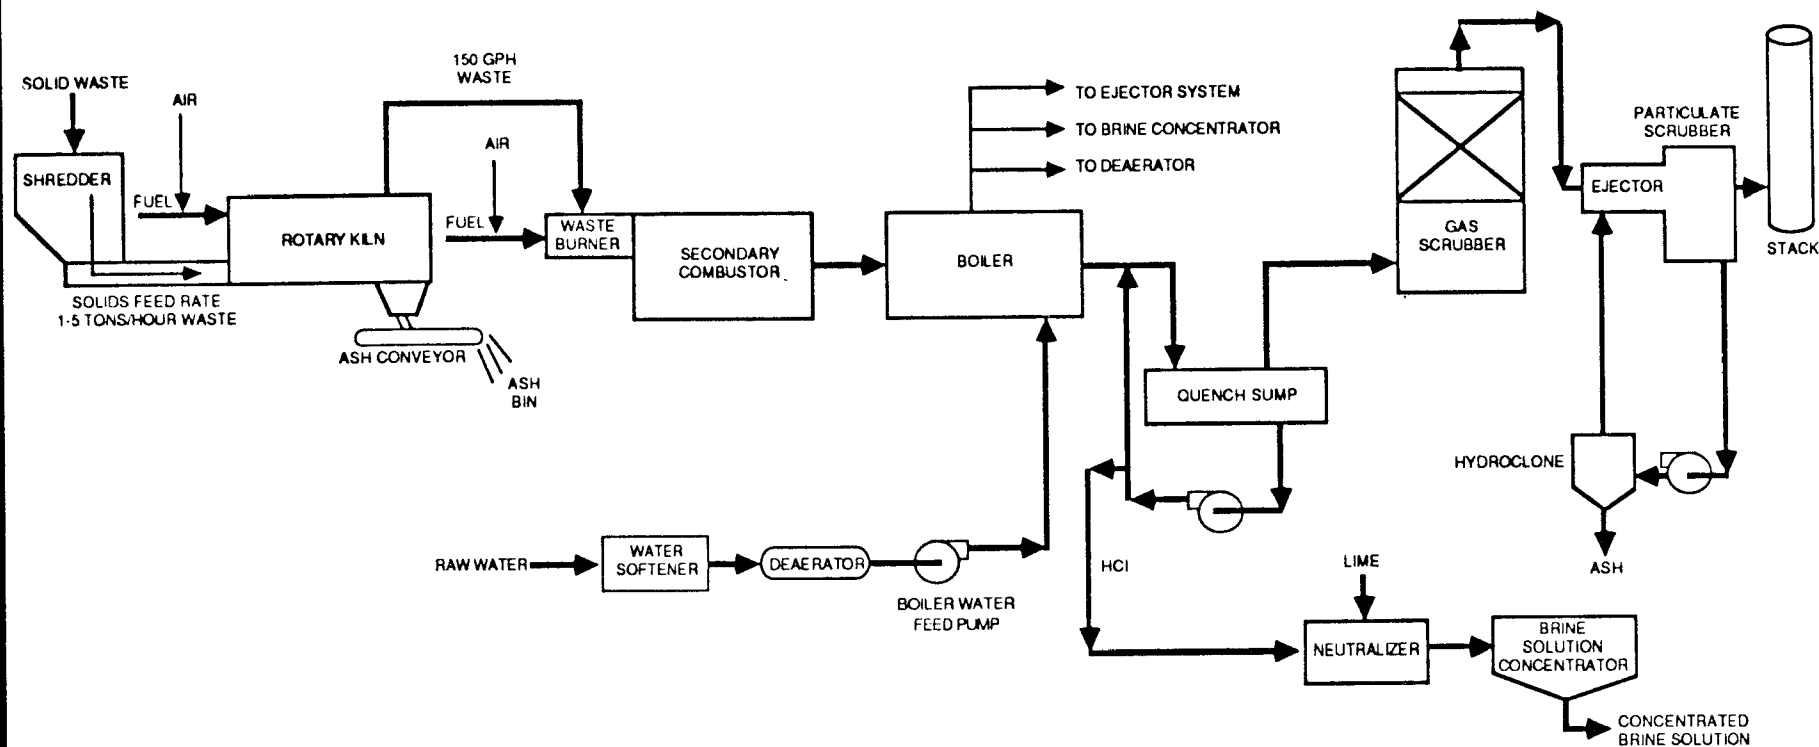 SOLID WASTE
AIR
SHREDDER
FUEL
ROTARY KILN
SOLIDS FEED RATE
1-5 TONS/HOUR WASTE
ASH CONVEYOR
ASH
BIN
150 GPH
WASTE
AIR
FUEL
WASTE
BURNER
SECONDARY
COMBUSTOR
TO EJECTOR SYSTEM
TO BRINE CONCENTRATOR
TO DEAERATOR
BOILER
QUENCH SUMP
GAS
SCRUBBER
PARTICULATE
SCRUBBER
EJECTOR
STACK
HYDROCLONE
ASH
RAW WATER
WATER
SOFTENER
DEAERATOR
BOILER WATER
FEED PUMP
HCl
LIME
NEUTRALIZER
BRINE
SOLUTION
CONCENTRATOR
CONCENTRATED
BRINE SOLUTION